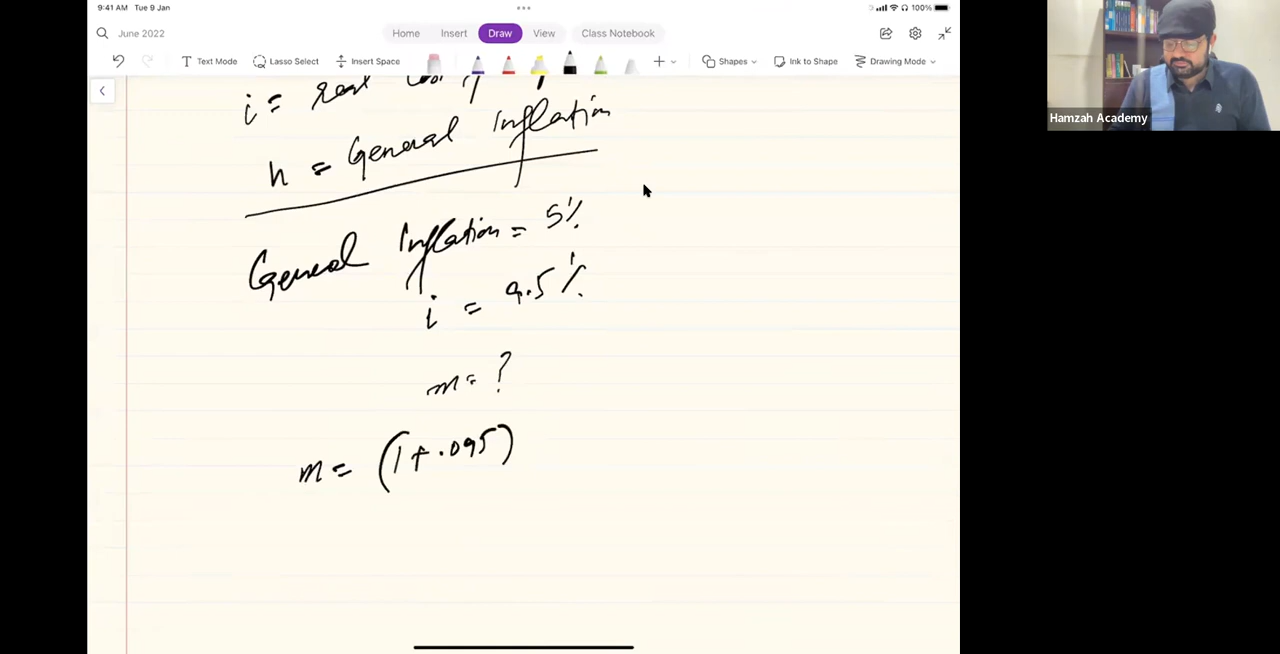 9:41 AM Tue 9 Jan
100%
June 2022
Home Insert Draw View Class Notebook
Text Mode Lasso Select Insert Space Shapes Ink to Shape Drawing Mode
Hamzah Academy
i = real
h = General Inflation
General Inflation = 5%
i = 9.5%
m = ?
m = (1+.095)